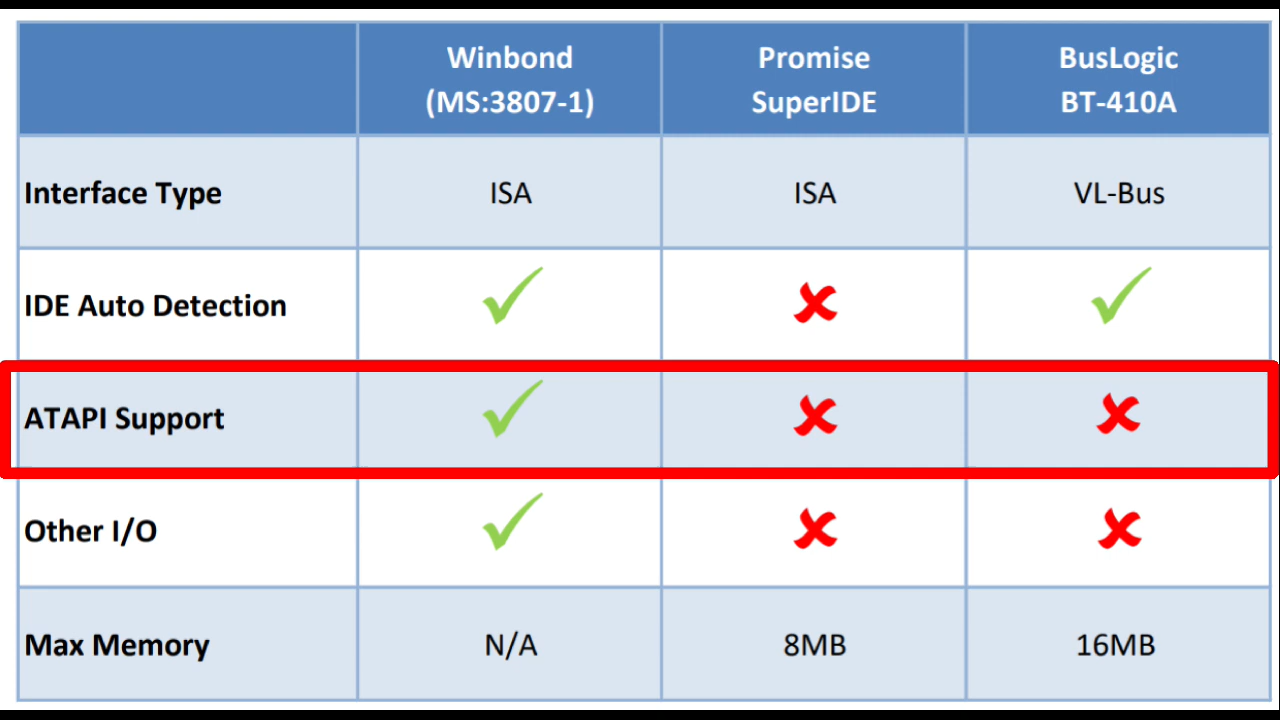 Winbond
(MS:3807-1)
Promise
SuperIDE
BusLogic
BT-410A
Interface Type
ISA
ISA
VL-Bus
IDE Auto Detection
ATAPI Support
Other I/O
Max Memory
N/A
8MB
16MB